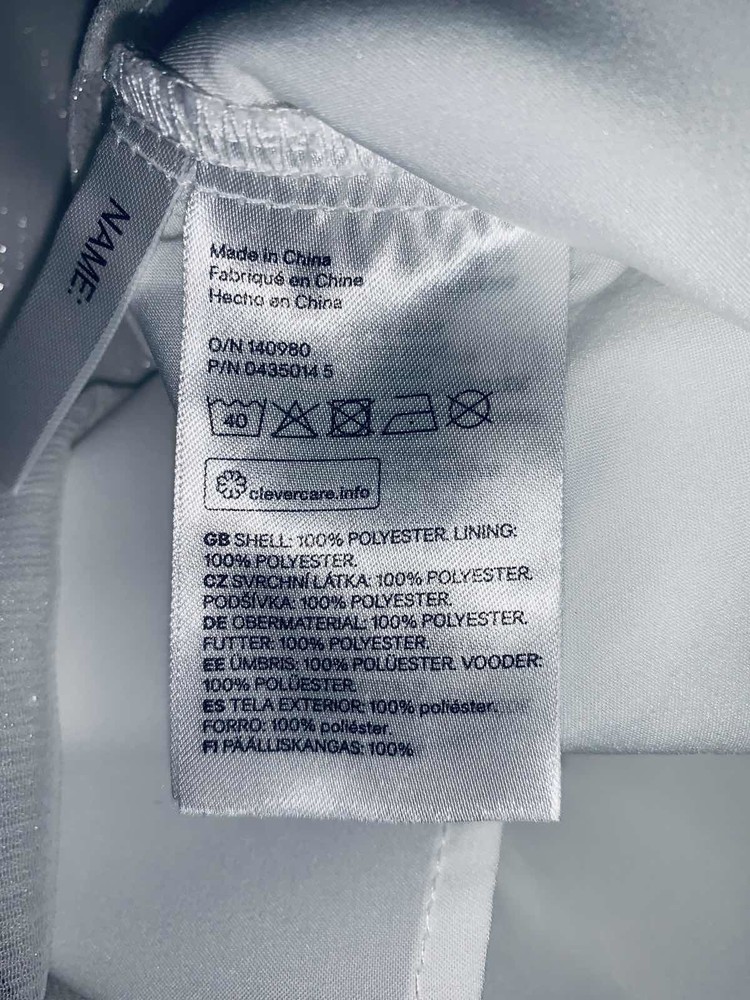 NAME:
Made in China
Fabriqué en Chine
Hecho en China
O/N 140980
P/N 0435014 5
40
clevercare.info
GB SHELL: 100% POLYESTER. LINING:
100% POLYESTER.
CZ SVRCHNÍ LÁTKA: 100% POLYESTER.
PODŠÍVKA: 100% POLYESTER.
DE OBERMATERIAL: 100% POLYESTER.
FUTTER: 100% POLYESTER.
EE ÜMBRIS: 100% POLÜESTER. VOODER:
100% POLÜESTER.
ES TELA EXTERIOR: 100% poliéster.
FORRO: 100% poliéster.
FI PÄÄLLISKANGAS: 100%